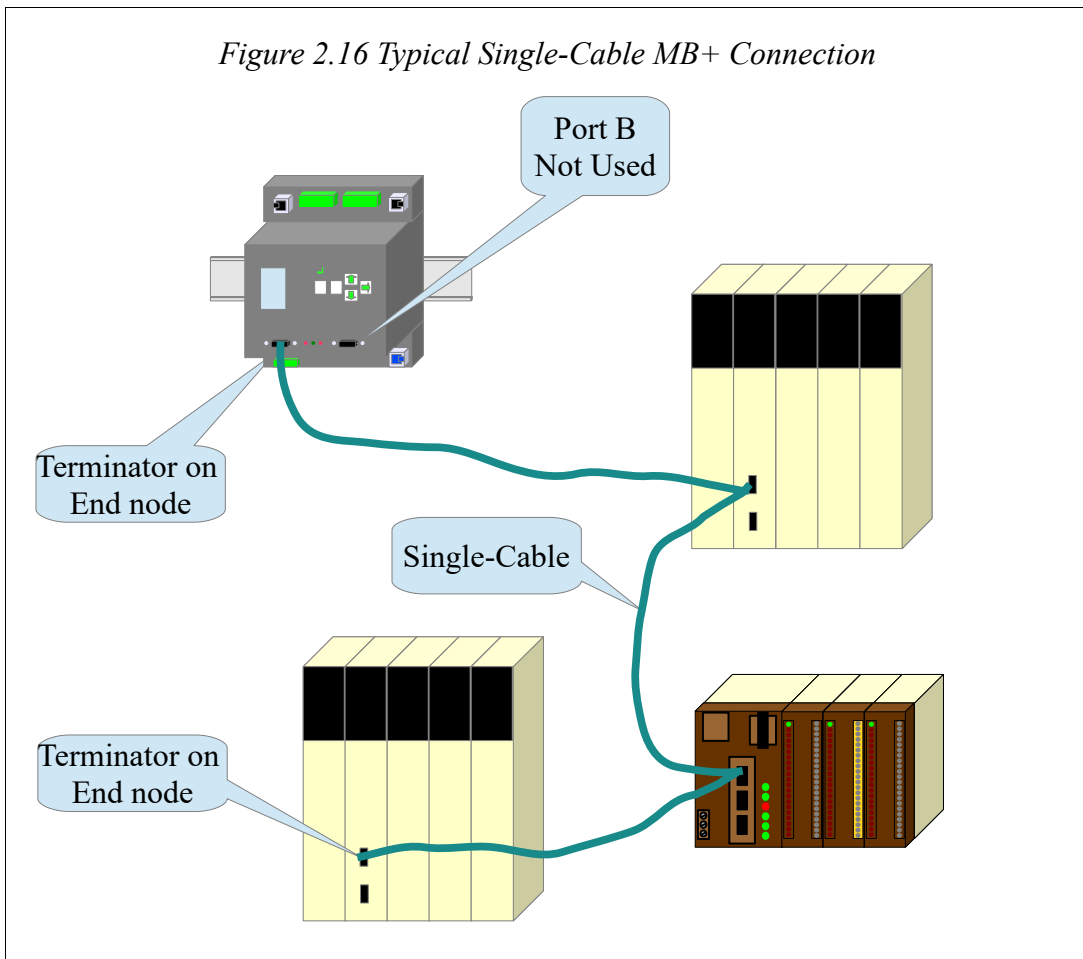 Figure 2.16 Typical Single-Cable MB+ Connection
Port B
Not Used
Terminator on
End node
Single-Cable
Terminator on
End node